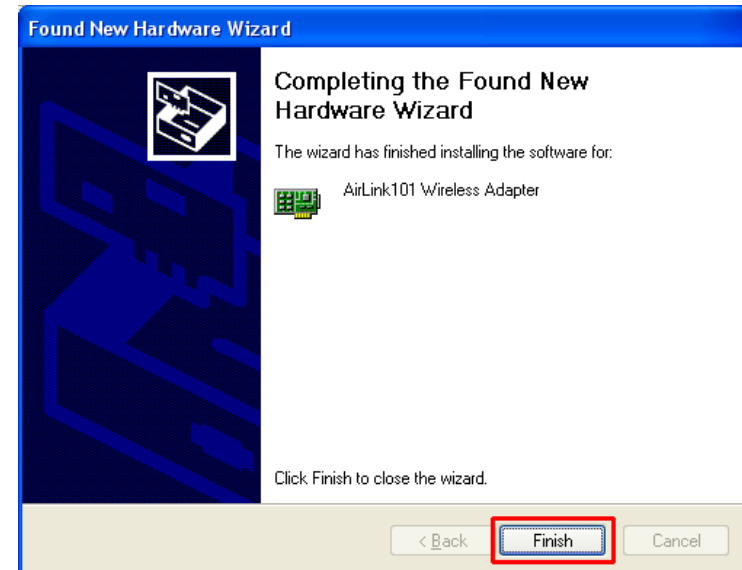 Found New Hardware Wizard
Completing the Found New
Hardware Wizard
The wizard has finished installing the software for:
AirLink101 Wireless Adapter
Click Finish to close the wizard.
< Back
Finish
Cancel